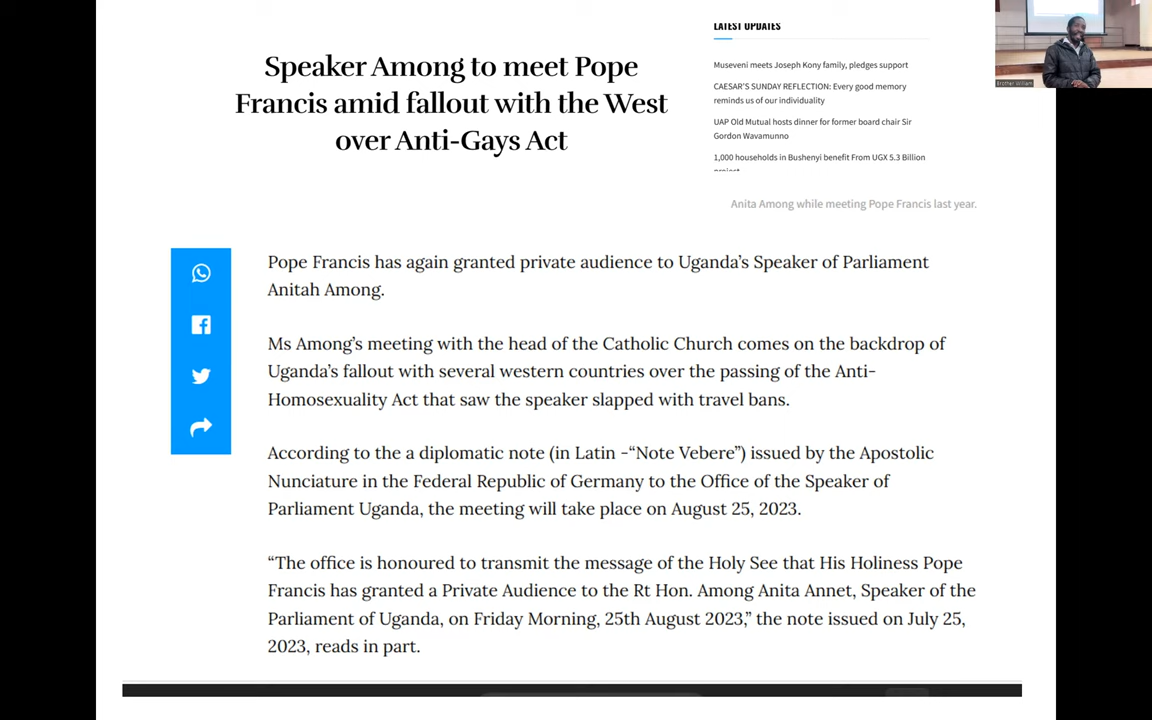 Speaker Among to meet Pope
Francis amid fallout with the West
over Anti-Gays Act
LATEST UPDATES
Museveni meets Joseph Kony family, pledges support
CAESAR'S SUNDAY REFLECTION: Every good memory
reminds us of our individuality
UAP Old Mutual hosts dinner for former board chair Sir
Gordon Wavamunno
1,000 households in Bushenyi benefit From UGX 5.3 Billion
project
Brother William
Anita Among while meeting Pope Francis last year.
Pope Francis has again granted private audience to Uganda's Speaker of Parliament
Anitah Among.
Ms Among's meeting with the head of the Catholic Church comes on the backdrop of
Uganda's fallout with several western countries over the passing of the Anti-
Homosexuality Act that saw the speaker slapped with travel bans.
According to the a diplomatic note (in Latin -“Note Vebere”) issued by the Apostolic
Nunciature in the Federal Republic of Germany to the Office of the Speaker of
Parliament Uganda, the meeting will take place on August 25, 2023.
“The office is honoured to transmit the message of the Holy See that His Holiness Pope
Francis has granted a Private Audience to the Rt Hon. Among Anita Annet, Speaker of the
Parliament of Uganda, on Friday Morning, 25th August 2023,” the note issued on July 25,
2023, reads in part.